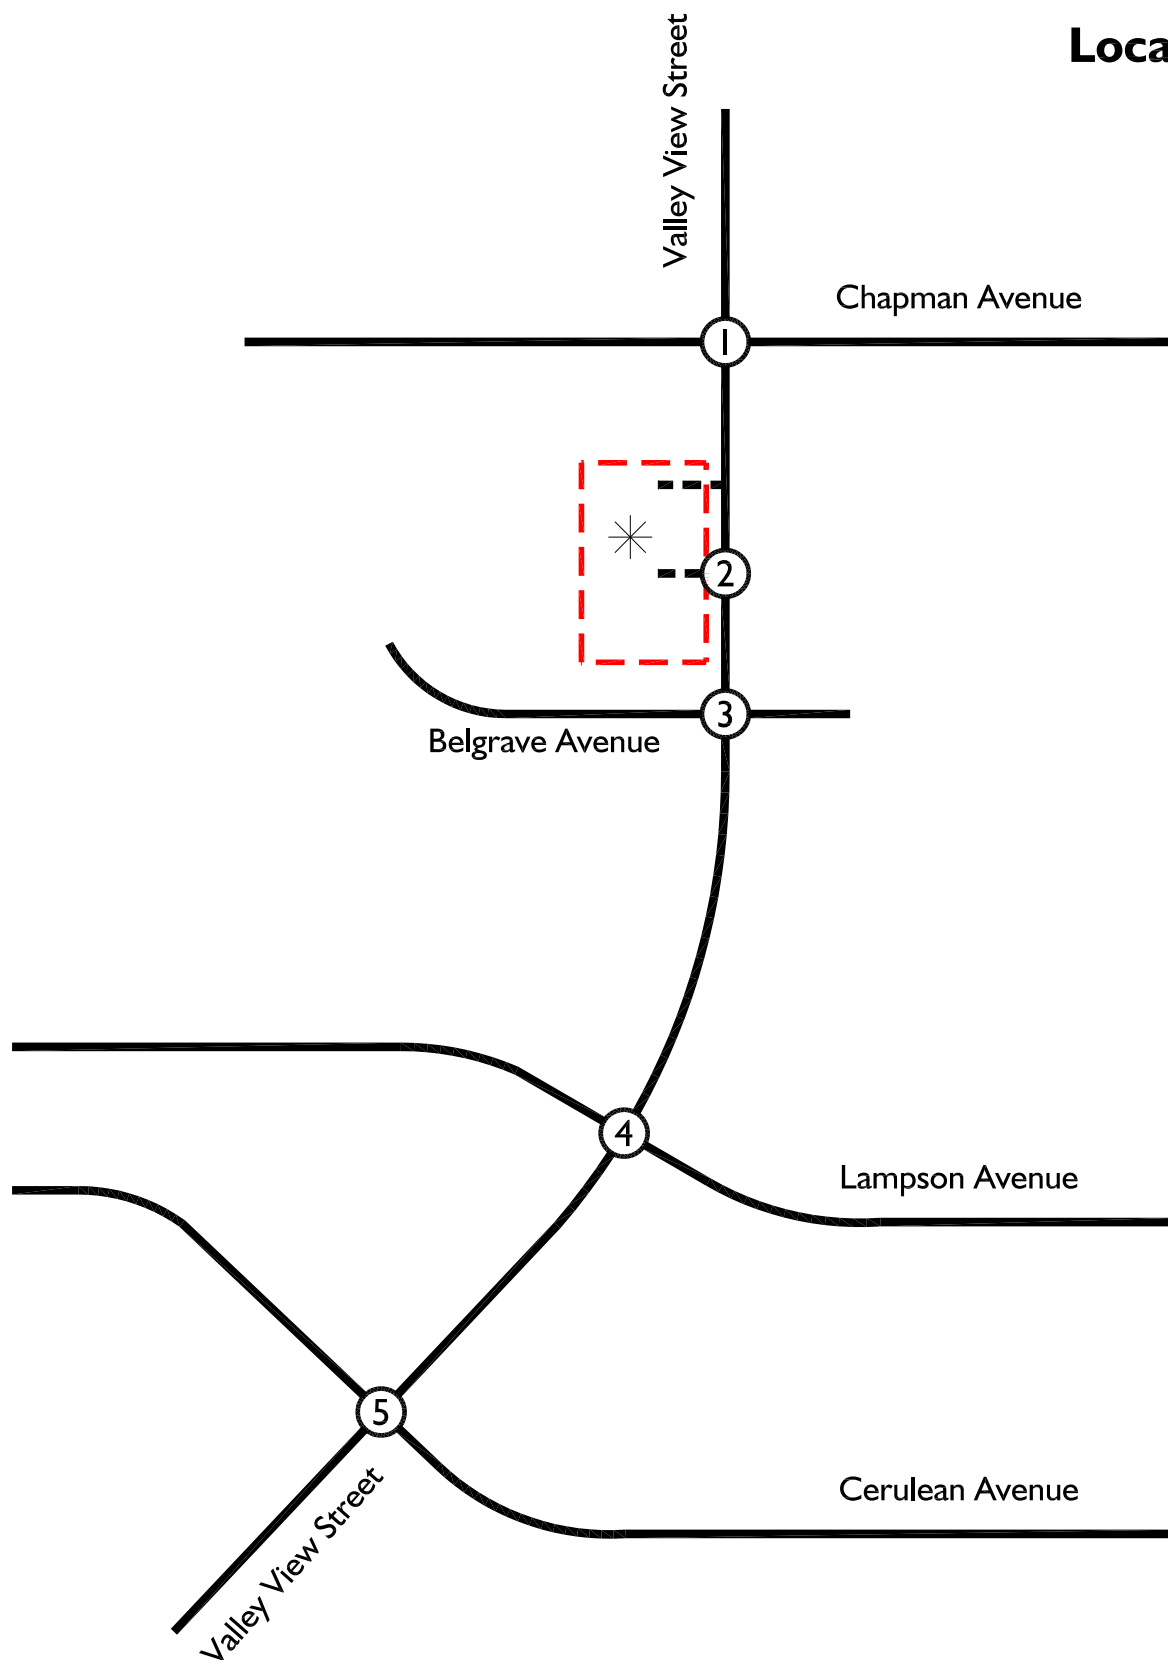 Loca
Valley View Street
Chapman Avenue
1
2
3
Belgrave Avenue
4
Lampson Avenue
5
Cerulean Avenue
Valley View Street